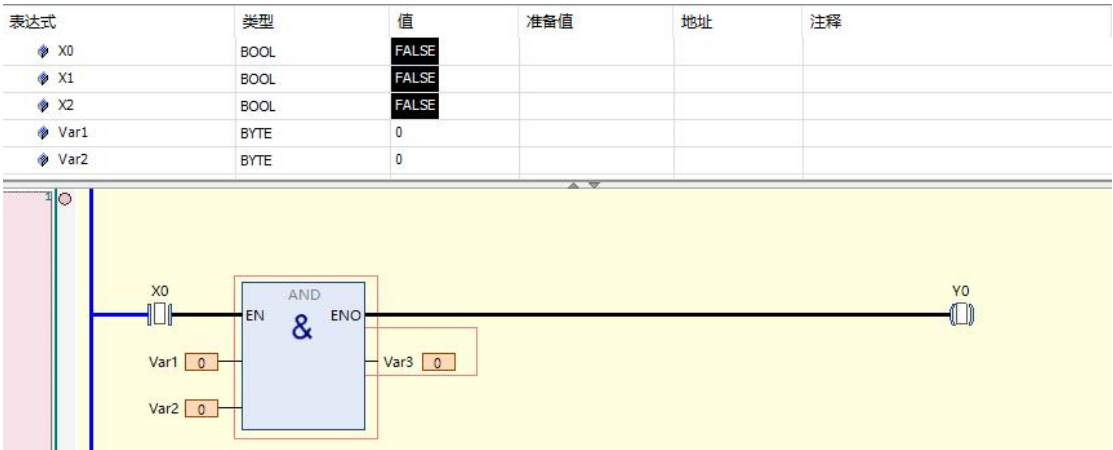 表达式 类型 值 准备值 地址 注释
X0 BOOL FALSE
X1 BOOL FALSE
X2 BOOL FALSE
Var1 BYTE 0
Var2 BYTE 0
1
X0 AND Y0
EN & ENO
Var1 0 Var3 0
Var2 0